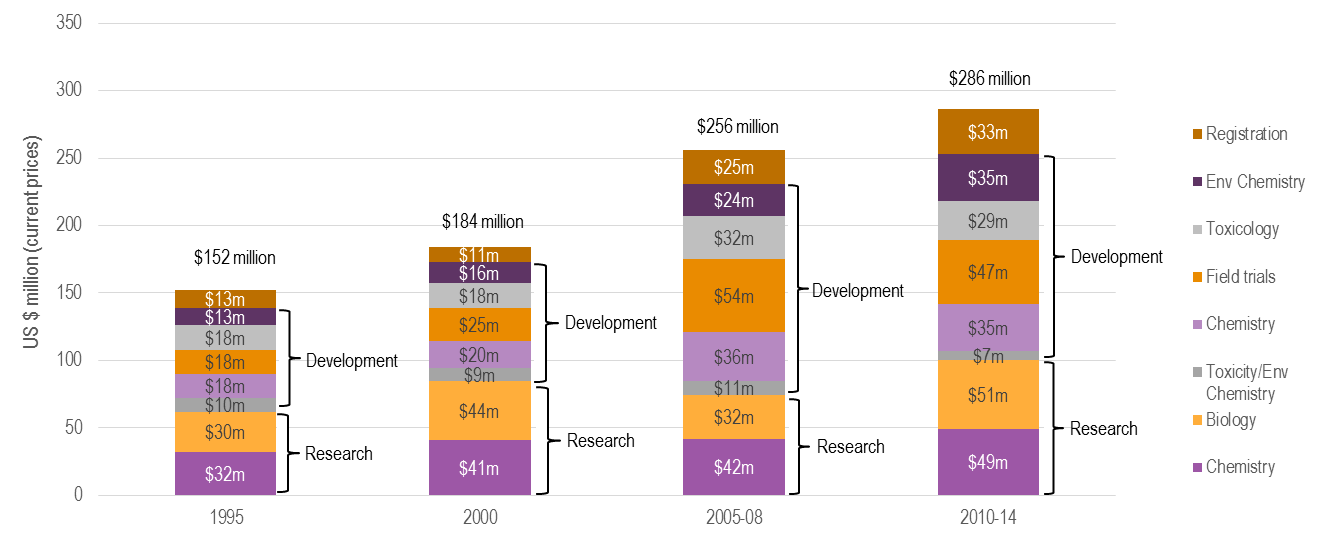 US $ million (current prices)
350
300
250
200
150
100
50
0
$152 million
$13m
$13m
$18m
$18m
$18m
$10m
$30m
$32m
Development
Research
1995
$184 million
$11m
$16m
$18m
$25m
$20m
$9m
$44m
$41m
Development
Research
2000
$256 million
$25m
$24m
$32m
$54m
$36m
$11m
$32m
$42m
Development
Research
2005-08
$286 million
$33m
$35m
$29m
$47m
$35m
$7m
$51m
$49m
Development
Research
2010-14
Registration
Env Chemistry
Toxicology
Field trials
Chemistry
Toxicity/Env
Chemistry
Biology
Chemistry